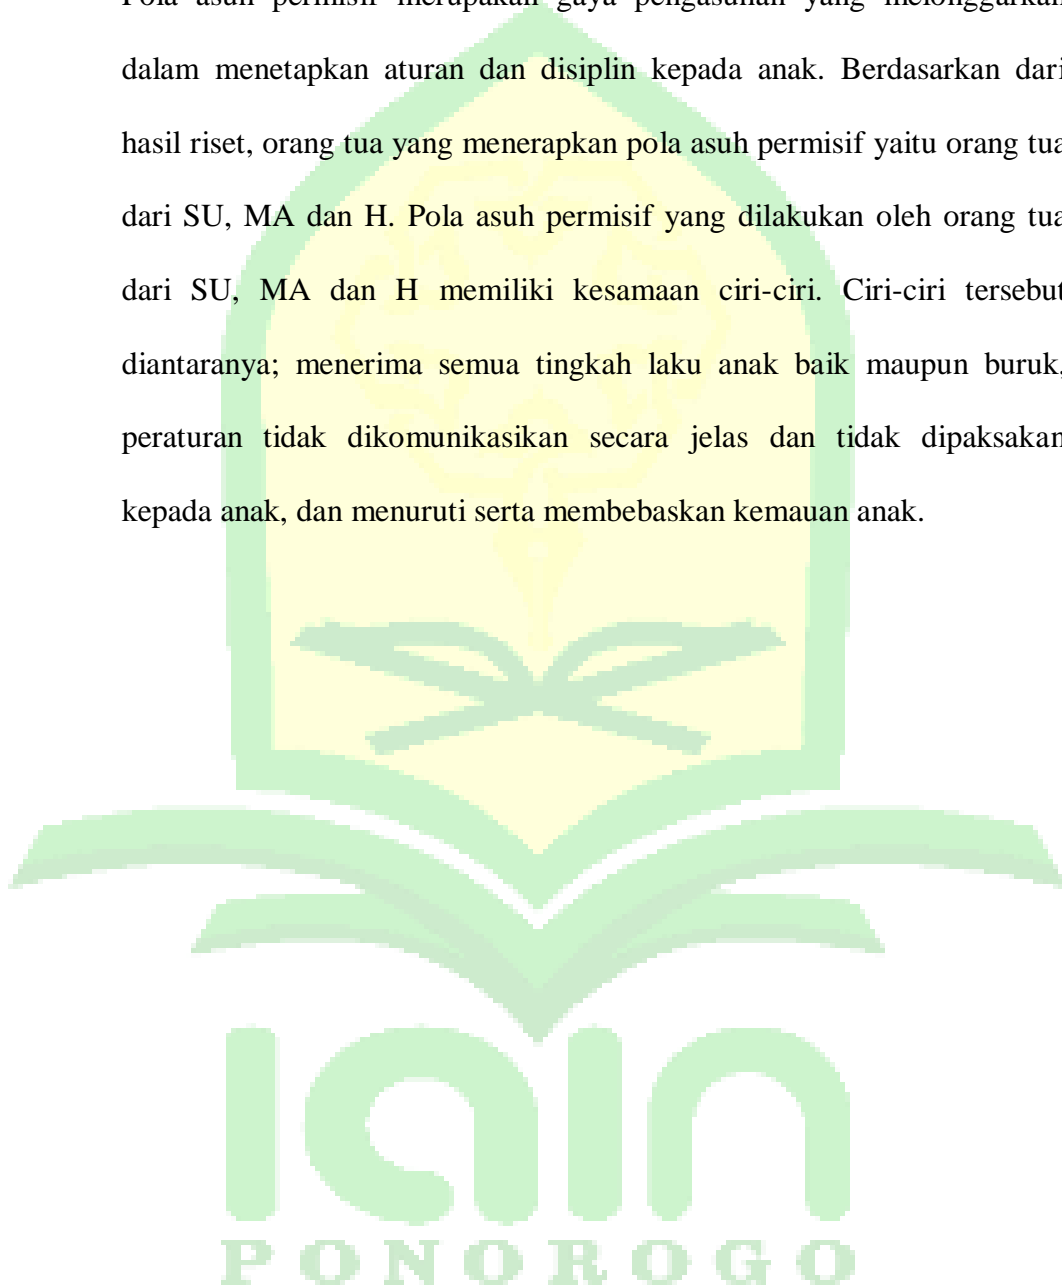 Pola asuh permisif merupakan gaya pengasuhan yang melonggarkan
dalam menetapkan aturan dan disiplin kepada anak. Berdasarkan dari
hasil riset, orang tua yang menerapkan pola asuh permisif yaitu orang tua
dari SU, MA dan H. Pola asuh permisif yang dilakukan oleh orang tua
dari SU, MA dan H memiliki kesamaan ciri-ciri. Ciri-ciri tersebut
diantaranya; menerima semua tingkah laku anak baik maupun buruk,
peraturan tidak dikomunikasikan secara jelas dan tidak dipaksakan
kepada anak, dan menuruti serta membebaskan kemauan anak.
iain
PONOROGO